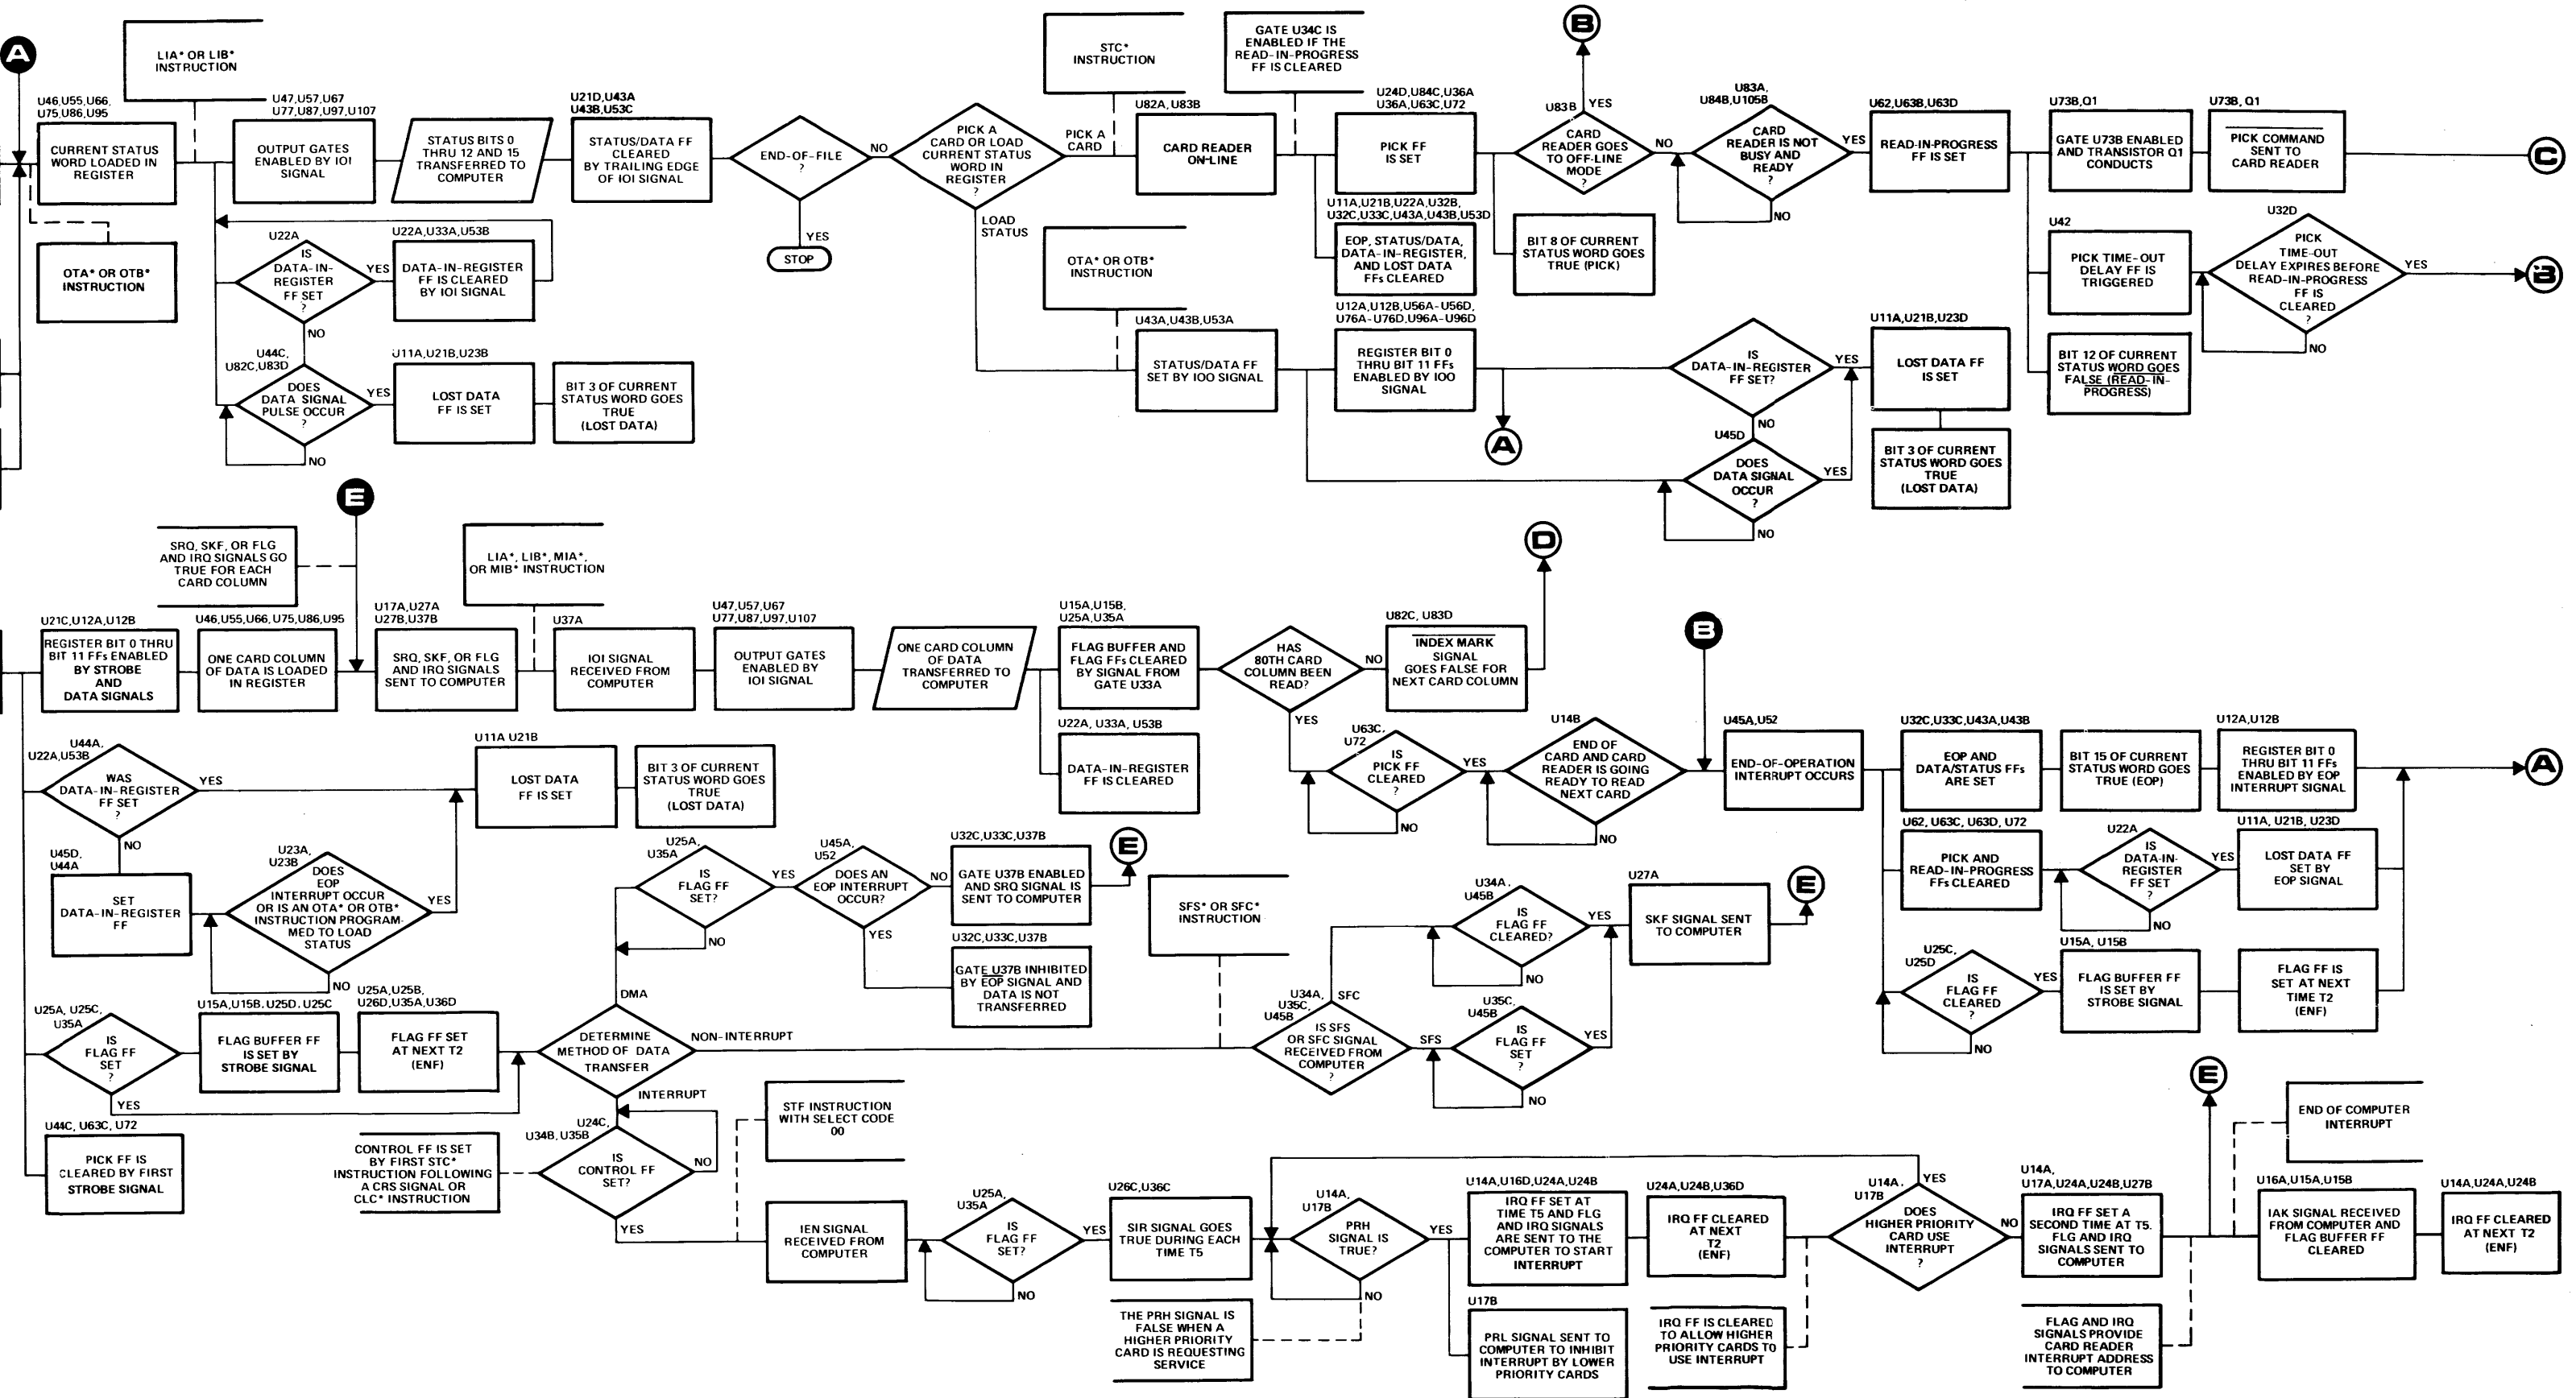 A
LIA* OR LIB*
INSTRUCTION
U46,U55,U66,
U75,U86,U95
CURRENT STATUS
WORD LOADED IN
REGISTER
OTA* OR OTB*
INSTRUCTION
U47,U57,U67
U77,U87,U97,U107
OUTPUT GATES
ENABLED BY IOI
SIGNAL
STATUS BITS 0
THRU 12 AND 15
TRANSFERRED TO
COMPUTER
U21D,U43A
U43B,U53C
STATUS/DATA FF
CLEARED
BY TRAILING EDGE
OF IOI SIGNAL
END-OF-FILE
?
NO
YES
STOP
U22A
IS
DATA-IN-
REGISTER
FF SET
?
YES
NO
U22A,U33A,U53B
DATA-IN-REGISTER
FF IS CLEARED
BY IOI SIGNAL
U44C,
U82C,U83D
DOES
DATA SIGNAL
PULSE OCCUR
?
YES
NO
U11A,U21B,U23B
LOST DATA
FF IS SET
BIT 3 OF CURRENT
STATUS WORD GOES
TRUE
(LOST DATA)
PICK A
CARD OR LOAD
CURRENT STATUS
WORD IN
REGISTER
?
PICK A
CARD
LOAD
STATUS
STC*
INSTRUCTION
U82A, U83B
CARD READER
ON-LINE
GATE U34C IS
ENABLED IF THE
READ-IN-PROGRESS
FF IS CLEARED
U24D,U84C,U36A
U36A,U63C,U72
PICK FF
IS SET
U11A,U21B,U22A,U32B,
U32C,U33C,U43A,U43B,U53D
EOP, STATUS/DATA,
DATA-IN-REGISTER,
AND LOST DATA
FFs CLEARED
B
U83B
YES
CARD
READER GOES
TO OFF-LINE
MODE
?
NO
BIT 8 OF CURRENT
STATUS WORD GOES
TRUE (PICK)
U83A,
U84B,U105B
CARD
READER IS NOT
BUSY AND
READY
?
YES
NO
U62,U63B,U63D
READ-IN-PROGRESS
FF IS SET
U73B,Q1
GATE U73B ENABLED
AND TRANSISTOR Q1
CONDUCTS
U73B, Q1
PICK COMMAND
SENT TO
CARD READER
C
U42
PICK TIME-OUT
DELAY FF IS
TRIGGERED
U32D
PICK
TIME-OUT
DELAY EXPIRES BEFORE
READ-IN-PROGRESS
FF IS
CLEARED
?
YES
NO
B
BIT 12 OF CURRENT
STATUS WORD GOES
FALSE (READ-IN-
PROGRESS)
OTA* OR OTB*
INSTRUCTION
U43A,U43B,U53A
STATUS/DATA FF
SET BY IOO SIGNAL
U12A,U12B,U56A-U56D,
U76A-U76D,U96A-U96D
REGISTER BIT 0
THRU BIT 11 FFs
ENABLED BY IOO
SIGNAL
A
IS
DATA-IN-REGISTER
FF SET?
YES
NO
U45D
DOES
DATA SIGNAL
OCCUR
?
YES
NO
U11A,U21B,U23D
LOST DATA FF
IS SET
BIT 3 OF CURRENT
STATUS WORD GOES
TRUE
(LOST DATA)
E
SRQ, SKF, OR FLG
AND IRQ SIGNALS GO
TRUE FOR EACH
CARD COLUMN
LIA*, LIB*, MIA*,
OR MIB* INSTRUCTION
U21C,U12A,U12B
REGISTER BIT 0 THRU
BIT 11 FFs ENABLED
BY STROBE
AND
DATA SIGNALS
U46,U55,U66,U75,U86,U95
ONE CARD COLUMN
OF DATA IS LOADED
IN REGISTER
U17A,U27A
U27B,U37B
SRQ, SKF, OR FLG
AND IRQ SIGNALS
SENT TO COMPUTER
U37A
IOI SIGNAL
RECEIVED FROM
COMPUTER
U47,U57,U67
U77,U87,U97,U107
OUTPUT GATES
ENABLED BY
IOI SIGNAL
ONE CARD COLUMN
OF DATA
TRANSFERRED TO
COMPUTER
U15A,U15B,
U25A,U35A
FLAG BUFFER AND
FLAG FFs CLEARED
BY SIGNAL FROM
GATE U33A
U22A, U33A, U53B
DATA-IN-REGISTER
FF IS CLEARED
HAS
80TH CARD
COLUMN BEEN
READ?
NO
YES
U82C, U83D
INDEX MARK
SIGNAL
GOES FALSE FOR
NEXT CARD COLUMN
D
U63C,
U72
IS
PICK FF
CLEARED
?
YES
NO
U14B
END OF
CARD AND CARD
READER IS GOING
READY TO READ
NEXT CARD
NO
B
U45A,U52
END-OF-OPERATION
INTERRUPT OCCURS
U32C,U33C,U43A,U43B
EOP AND
DATA/STATUS FFs
ARE SET
BIT 15 OF CURRENT
STATUS WORD GOES
TRUE (EOP)
U12A,U12B
REGISTER BIT 0
THRU BIT 11 FFs
ENABLED BY EOP
INTERRUPT SIGNAL
A
U62, U63C, U63D, U72
PICK AND
READ-IN-PROGRESS
FFs CLEARED
U22A
IS
DATA-IN-
REGISTER
FF SET
?
YES
NO
U11A, U21B, U23D
LOST DATA FF
SET BY
EOP SIGNAL
U25C,
U25D
IS
FLAG FF
CLEARED
?
YES
NO
U15A, U15B
FLAG BUFFER FF
IS SET BY
STROBE SIGNAL
FLAG FF IS
SET AT NEXT
TIME T2
(ENF)
U44A,
U22A,U53B
WAS
DATA-IN-REGISTER
FF SET
?
YES
NO
U11A U21B
LOST DATA
FF IS SET
BIT 3 OF CURRENT
STATUS WORD GOES
TRUE
(LOST DATA)
U45D,
U44A
SET
DATA-IN-REGISTER
FF
U23A,
U23B
DOES
EOP
INTERRUPT OCCUR
OR IS AN OTA* OR OTB*
INSTRUCTION PROGRAM-
MED TO LOAD
STATUS
YES
NO
U25A, U25C,
U35A
IS
FLAG FF
SET
?
YES
U15A,U15B,U25D,U25C
FLAG BUFFER FF
IS SET BY
STROBE SIGNAL
U25A,U25B,
U26D,U35A,U36D
FLAG FF SET
AT NEXT T2
(ENF)
U44C, U63C, U72
PICK FF IS
CLEARED BY FIRST
STROBE SIGNAL
DETERMINE
METHOD OF DATA
TRANSFER
DMA
NON-INTERRUPT
INTERRUPT
U25A,
U35A
IS
FLAG FF
SET?
YES
NO
U45A,
U52
DOES AN
EOP INTERRUPT
OCCUR?
NO
YES
U32C,U33C,U37B
GATE U37B ENABLED
AND SRQ SIGNAL IS
SENT TO COMPUTER
E
U32C,U33C,U37B
GATE U37B INHIBITED
BY EOP SIGNAL AND
DATA IS NOT
TRANSFERRED
SFS* OR SFC*
INSTRUCTION
U34A,
U35C,
U45B
SFC
IS SFS
OR SFC SIGNAL
RECEIVED FROM
COMPUTER
?
SFS
U34A,
U45B
IS
FLAG FF
CLEARED?
YES
NO
U35C,
U45B
IS
FLAG FF
SET
?
YES
NO
U27A
SKF SIGNAL SENT
TO COMPUTER
E
CONTROL FF IS SET
BY FIRST STC*
INSTRUCTION FOLLOWING
A CRS SIGNAL OR
CLC* INSTRUCTION
U24C,
U34B, U35B
IS
CONTROL FF
SET?
NO
YES
STF INSTRUCTION
WITH SELECT CODE
00
IEN SIGNAL
RECEIVED FROM
COMPUTER
U25A,
U35A
IS
FLAG FF
SET?
YES
NO
U26C,U36C
SIR SIGNAL GOES
TRUE DURING EACH
TIME T5
THE PRH SIGNAL IS
FALSE WHEN A
HIGHER PRIORITY
CARD IS REQUESTING
SERVICE
U14A,
U17B
PRH
SIGNAL IS
TRUE?
YES
NO
U14A,U16D,U24A,U24B
IRQ FF SET AT
TIME T5 AND FLG
AND IRQ SIGNALS
ARE SENT TO THE
COMPUTER TO START
INTERRUPT
U17B
PRL SIGNAL SENT TO
COMPUTER TO INHIBIT
INTERRUPT BY LOWER
PRIORITY CARDS
U24A,U24B,U36D
IRQ FF CLEARED
AT NEXT
T2
(ENF)
IRQ FF IS CLEARED
TO ALLOW HIGHER
PRIORITY CARDS TO
USE INTERRUPT
U14A,
U17B
YES
DOES
HIGHER PRIORITY
CARD USE
INTERRUPT
?
NO
U14A,
U17A,U24A,U24B,U27B
IRQ FF SET A
SECOND TIME AT T5.
FLG AND IRQ
SIGNALS SENT TO
COMPUTER
FLAG AND IRQ
SIGNALS PROVIDE
CARD READER
INTERRUPT ADDRESS
TO COMPUTER
E
END OF COMPUTER
INTERRUPT
U16A,U15A,U15B
IAK SIGNAL RECEIVED
FROM COMPUTER AND
FLAG BUFFER FF
CLEARED
U14A,U24A,U24B
IRQ FF CLEARED
AT NEXT T2
(ENF)